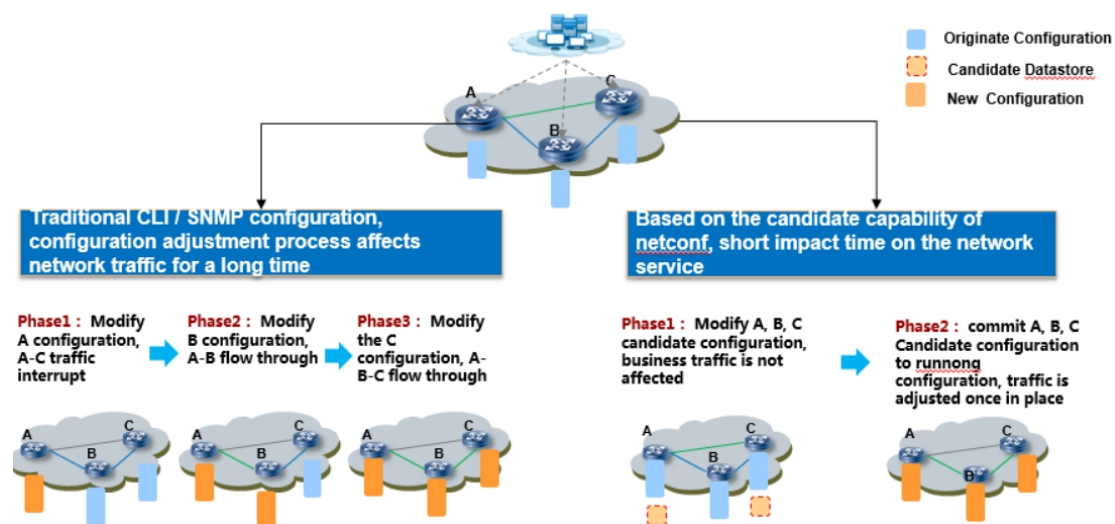 Originate Configuration
Candidate Datastore
New Configuration
A
C
B
Traditional CLI / SNMP configuration,
configuration adjustment process affects
network traffic for a long time
Based on the candidate capability of
netconf, short impact time on the network
service
Phase1： Modify
A configuration,
A-C traffic
interrupt
Phase2： Modify
B configuration,
A-B flow through
Phase3： Modify
the C
configuration, A-
B-C flow through
Phase1： Modify A, B, C
candidate configuration,
business traffic is not
affected
Phase2： commit A, B, C
Candidate configuration
to runnong
configuration, traffic is
adjusted once in place
A
C
B
A
C
B
A
C
B
A
C
B
A
C
B